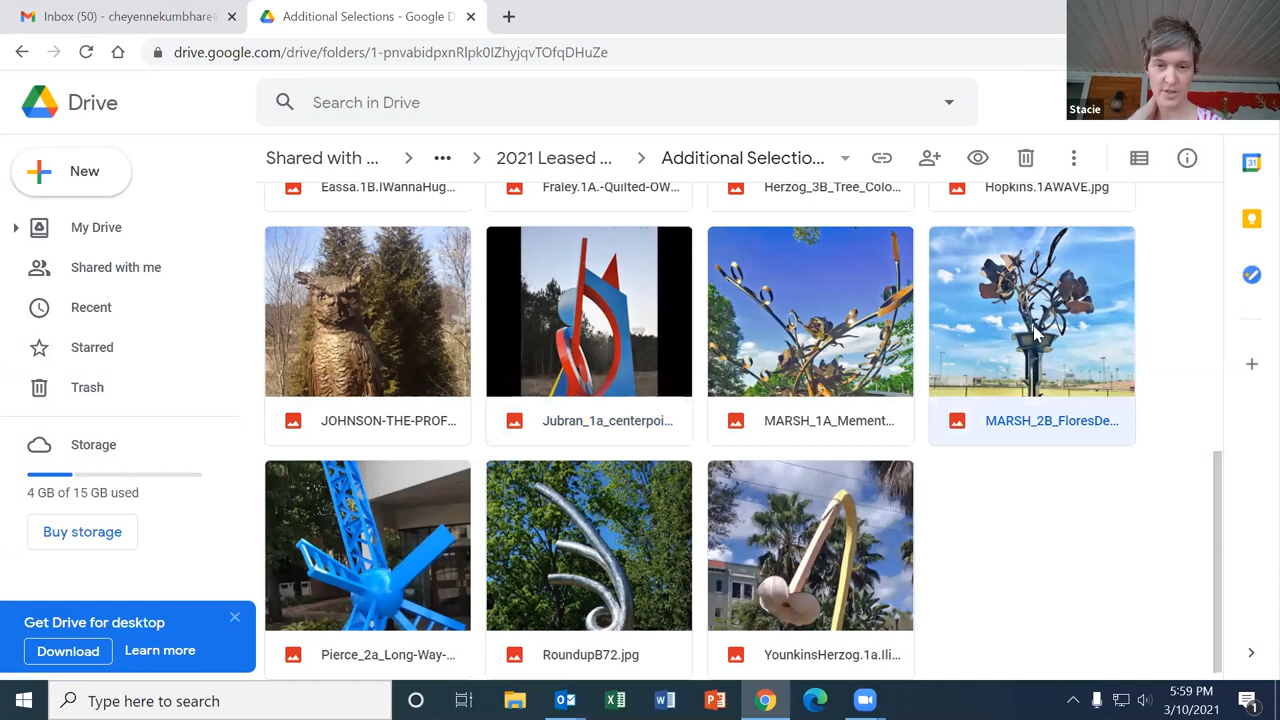 Inbox (50) - cheyennekumbhare@
Additional Selections - Google D
drive.google.com/drive/folders/1-pnvabidpxnRlpk0IZhyjqvTOfqDHuZe
Stacie
Drive
Search in Drive
New
Shared with ...
2021 Leased ...
Additional Selectio...
My Drive
Shared with me
Recent
Starred
Trash
Storage
4 GB of 15 GB used
Buy storage
Get Drive for desktop
Download
Learn more
Eassa.1B.IWannaHug...
Fraley.1A.-Quilted-OW...
Herzog_3B_Tree_Colo...
Hopkins.1AWAVE.jpg
JOHNSON-THE-PROF...
Jubran_1a_centerpoi...
MARSH_1A_Mement...
MARSH_2B_FloresDe...
Pierce_2a_Long-Way-...
RoundupB72.jpg
YounkinsHerzog.1a.Ili...
31
Type here to search
5:59 PM
3/10/2021
1